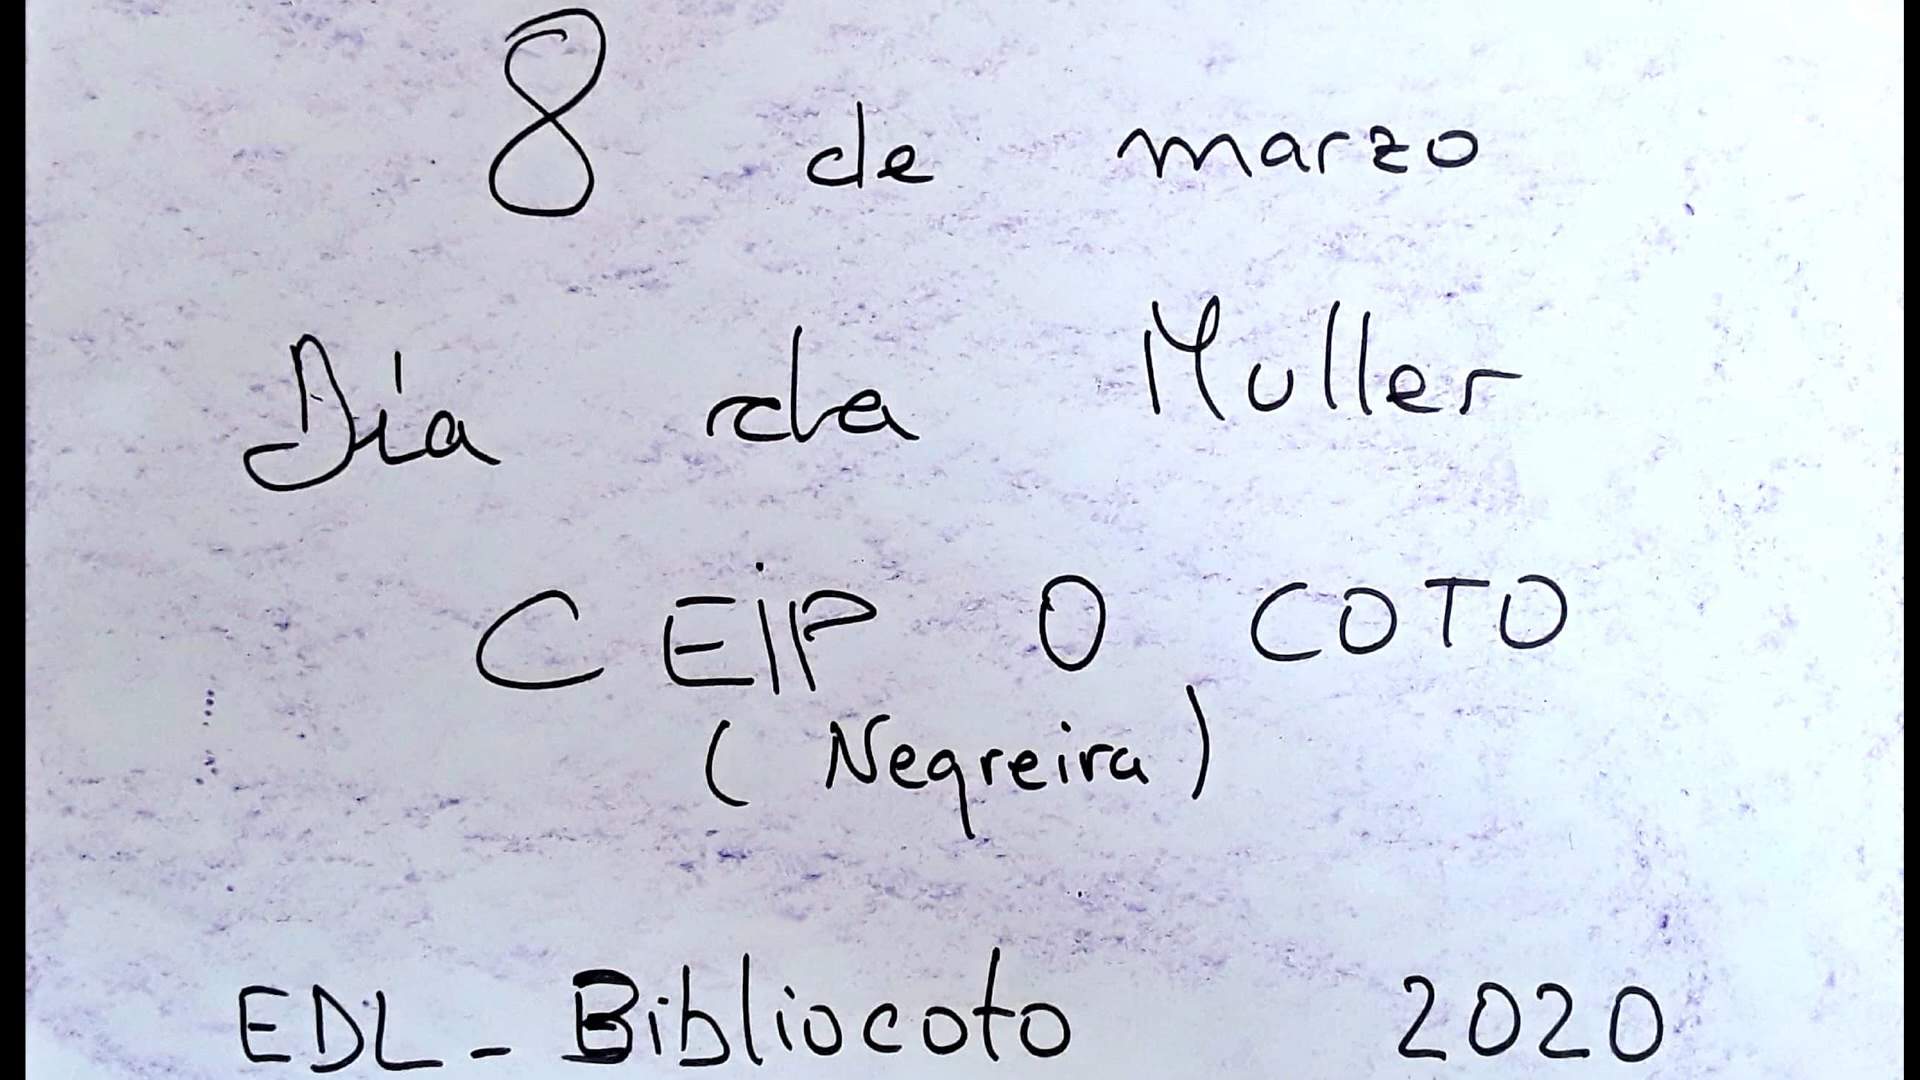 8 de marzo
Día da Muller
CEIP O COTO
(Negreira)
EDL - Bibliocoto 2020